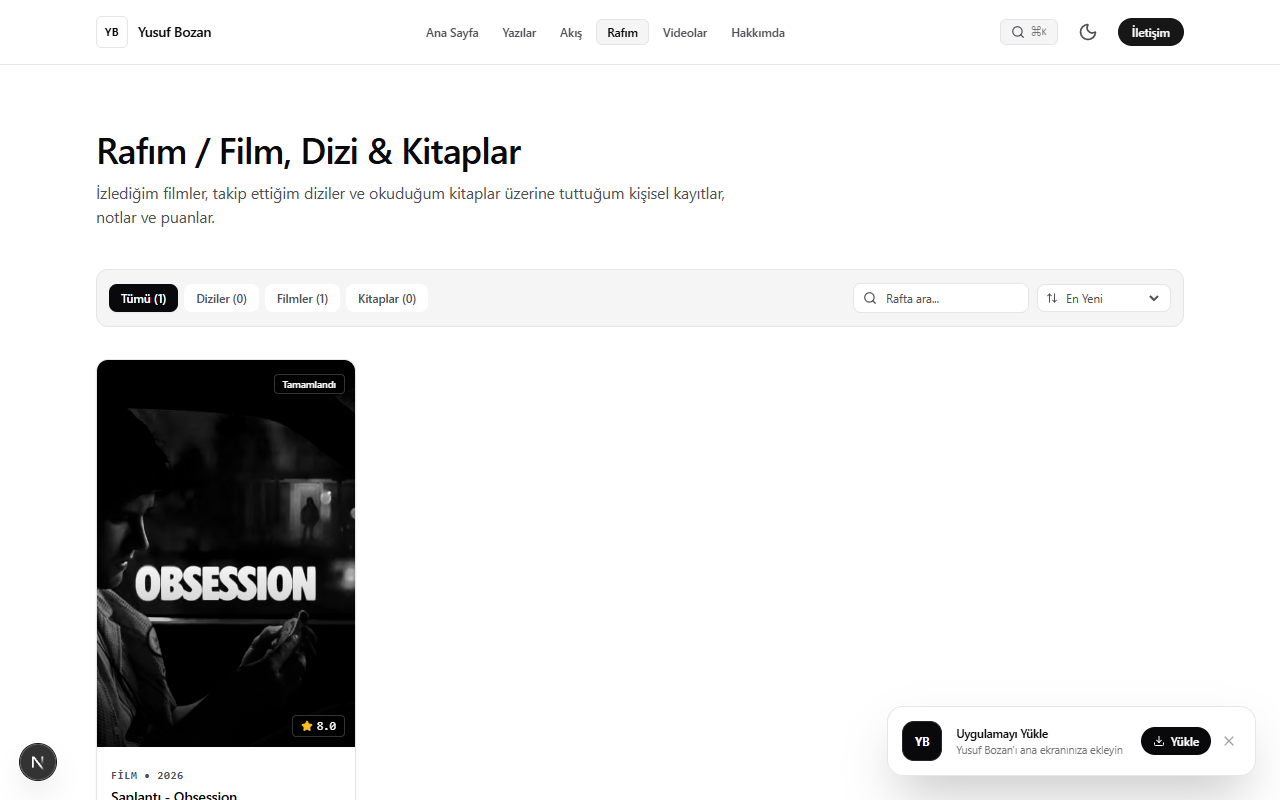 YB Yusuf Bozan Ana Sayfa Yazılar Akış Rafım Videolar Hakkımda ⌘K İletişim
Rafım / Film, Dizi & Kitaplar
İzlediğim filmler, takip ettiğim diziler ve okuduğum kitaplar üzerine tuttuğum kişisel kayıtlar,
notlar ve puanlar.
Tümü (1) Diziler (0) Filmler (1) Kitaplar (0) Rafta ara... En Yeni
Tamamlandı
OBSESSION
8.0
FİLM • 2026
Saplantı - Obsession
N
YB
Uygulamayı Yükle
Yusuf Bozan'ı ana ekranınıza ekleyin
Yükle